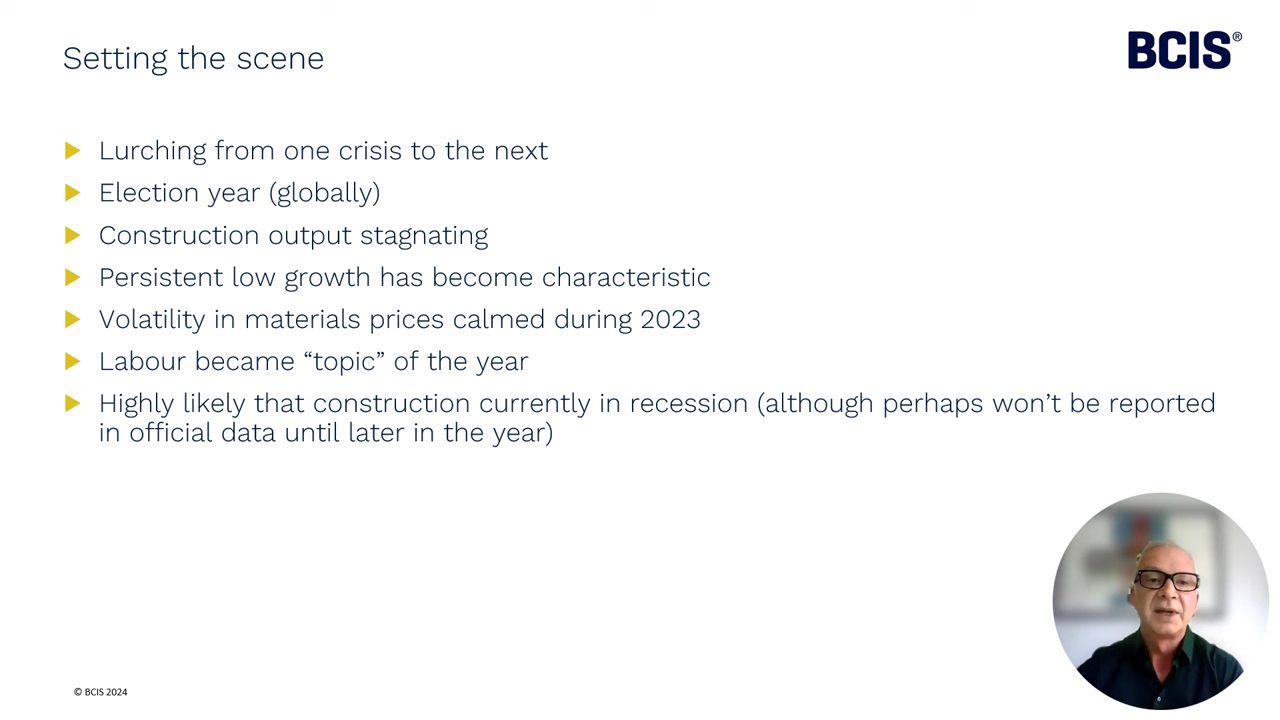 Setting the scene
BCIS®
Lurching from one crisis to the next
Election year (globally)
Construction output stagnating
Persistent low growth has become characteristic
Volatility in materials prices calmed during 2023
Labour became “topic” of the year
Highly likely that construction currently in recession (although perhaps won’t be reported
in official data until later in the year)
© BCIS 2024